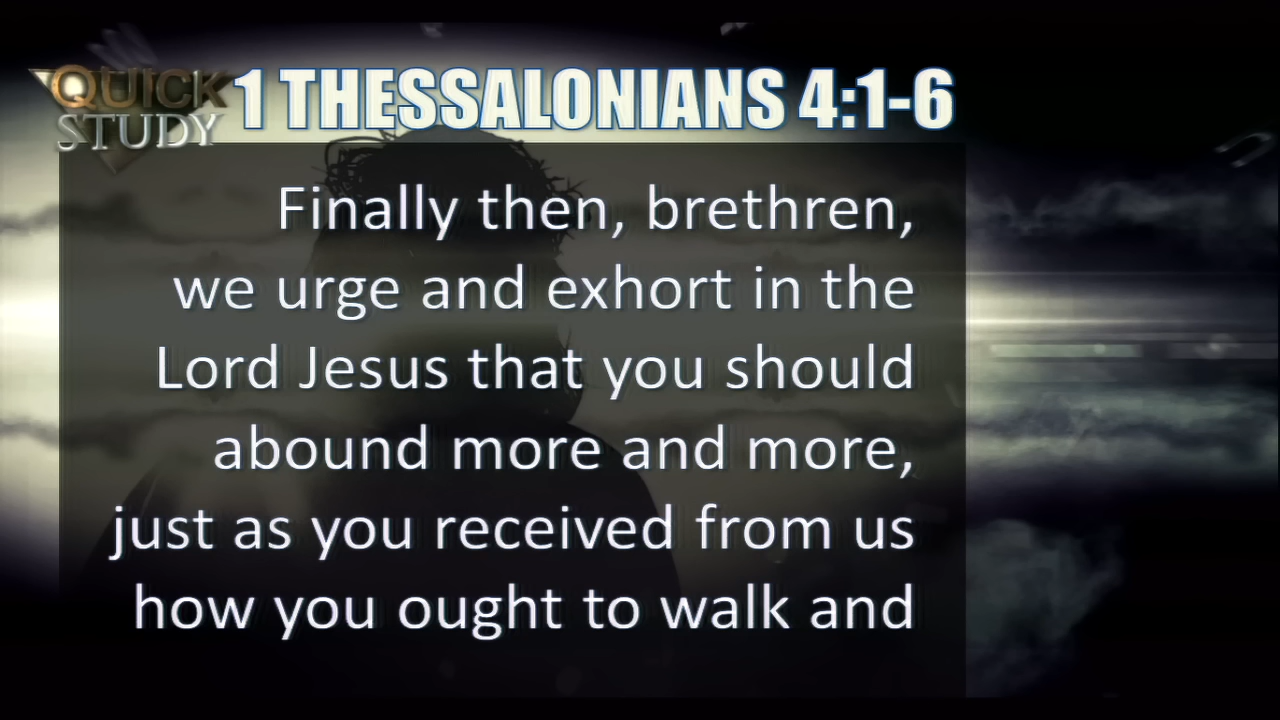 QUICK
STUDY
1 THESSALONIANS 4:1-6
Finally then, brethren,
we urge and exhort in the
Lord Jesus that you should
abound more and more,
just as you received from us
how you ought to walk and